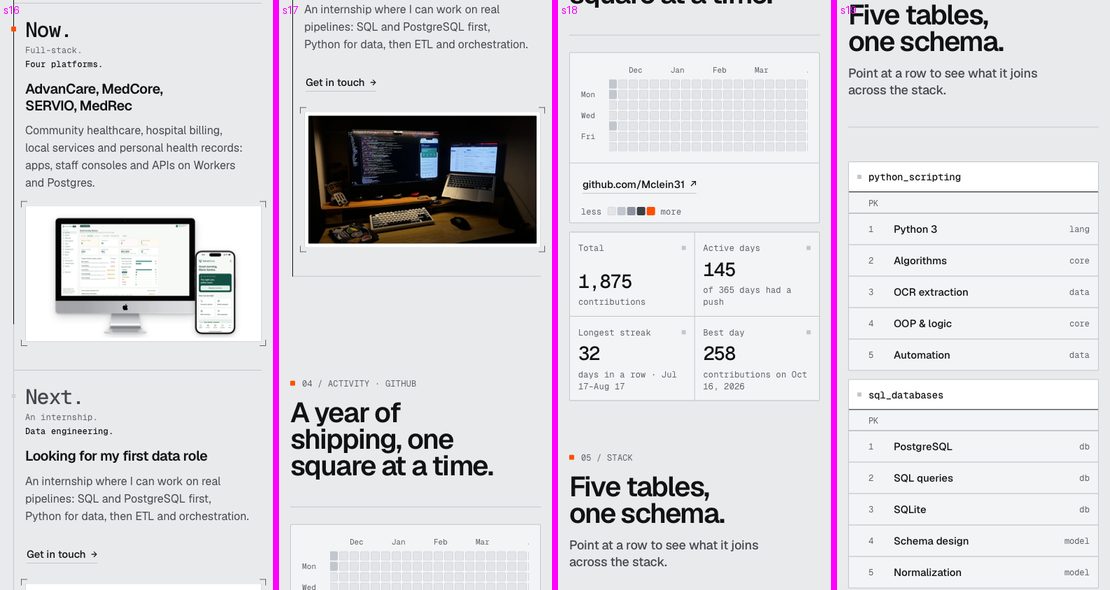 s16
Now.
Full-stack.
Four platforms.
AdvanCare, MedCore,
SERVIO, MedRec
Community healthcare, hospital billing,
local services and personal health records:
apps, staff consoles and APIs on Workers
and Postgres.
Next.
An internship.
Data engineering.
Looking for my first data role
An internship where I can work on real
pipelines: SQL and PostgreSQL first,
Python for data, then ETL and orchestration.
Get in touch →
s17
An internship where I can work on real
pipelines: SQL and PostgreSQL first,
Python for data, then ETL and orchestration.
Get in touch →
04 / ACTIVITY · GITHUB
A year of
shipping, one
square at a time.
Dec Jan Feb Mar
Mon
Wed
s18
square at a time.
Dec Jan Feb Mar
Mon
Wed
Fri
github.com/Mclein31 ↗
less more
Total
1,875
contributions
Active days
145
of 365 days had a
push
Longest streak
32
days in a row · Jul
17–Aug 17
Best day
258
contributions on Oct
16, 2026
05 / STACK
Five tables,
one schema.
Point at a row to see what it joins
across the stack.
Five tables,
one schema.
Point at a row to see what it joins
across the stack.
python_scripting
PK
1 Python 3 lang
2 Algorithms core
3 OCR extraction data
4 OOP & logic core
5 Automation data
sql_databases
PK
1 PostgreSQL db
2 SQL queries db
3 SQLite db
4 Schema design model
5 Normalization model